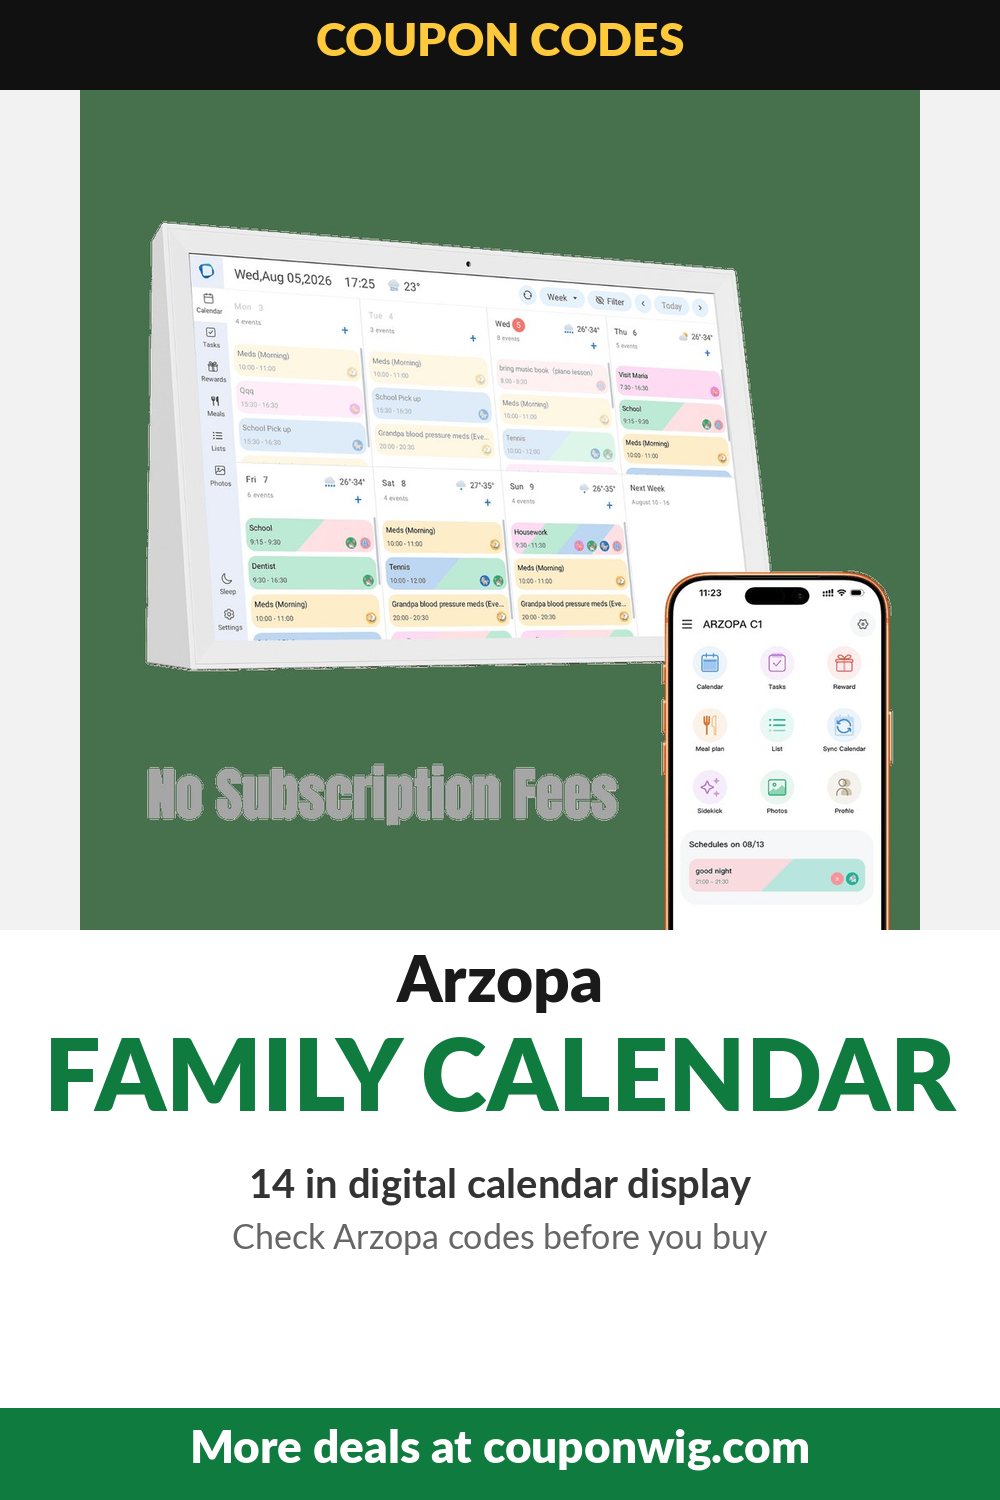 COUPON CODES
Wed,Aug 05,2026 17:25 23°
Week Filter Today
Calendar
Tasks
Rewards
Meals
Lists
Photos
Sleep
Settings
Mon 3
4 events
Meds (Morning)
10:00 - 11:00
Qqq
15:30 - 16:30
School Pick up
15:30 - 16:30
Tue 4
3 events
Meds (Morning)
10:00 - 11:00
School Pick up
15:30 - 16:30
Grandpa blood pressure meds (Eve...
20:00 - 20:30
Wed 5 26°-34°
8 events
bring music book (piano lesson)
8:00 - 8:30
Meds (Morning)
10:00 - 11:00
Tennis
10:00 - 12:00
Thu 6 26°-34°
5 events
Visit Maria
7:30 - 16:30
School
9:15 - 9:30
Meds (Morning)
10:00 - 11:00
Fri 7 26°-34°
6 events
School
9:15 - 9:30
Dentist
9:30 - 16:30
Meds (Morning)
10:00 - 11:00
Sat 8 27°-35°
4 events
Meds (Morning)
10:00 - 11:00
Tennis
10:00 - 12:00
Grandpa blood pressure meds (Eve...
20:00 - 20:30
Sun 9 26°-35°
4 events
Housework
9:30 - 11:30
Meds (Morning)
10:00 - 11:00
Grandpa blood pressure meds (Eve...
20:00 - 20:30
Next Week
August 10 - 16
11:23
ARZOPA C1
Calendar Tasks Reward
Meal plan List Sync Calendar
Sidekick Photos Profile
Schedules on 08/13
good night
21:00 - 21:30
No Subscription Fees
Arzopa
FAMILY CALENDAR
14 in digital calendar display
Check Arzopa codes before you buy
More deals at couponwig.com